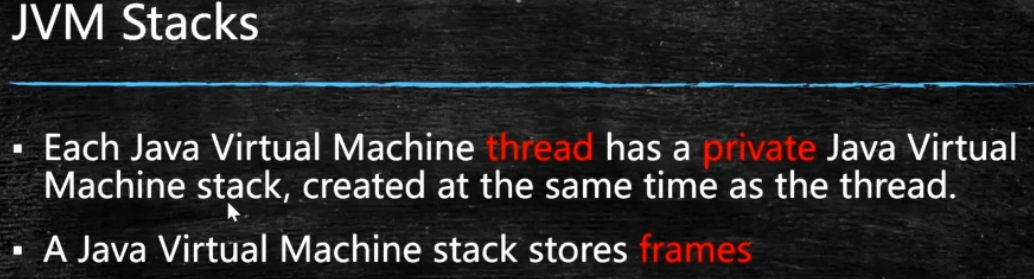 JVM Stacks
▪ Each Java Virtual Machine thread has a private Java Virtual
Machine stack, created at the same time as the thread.
▪ A Java Virtual Machine stack stores frames